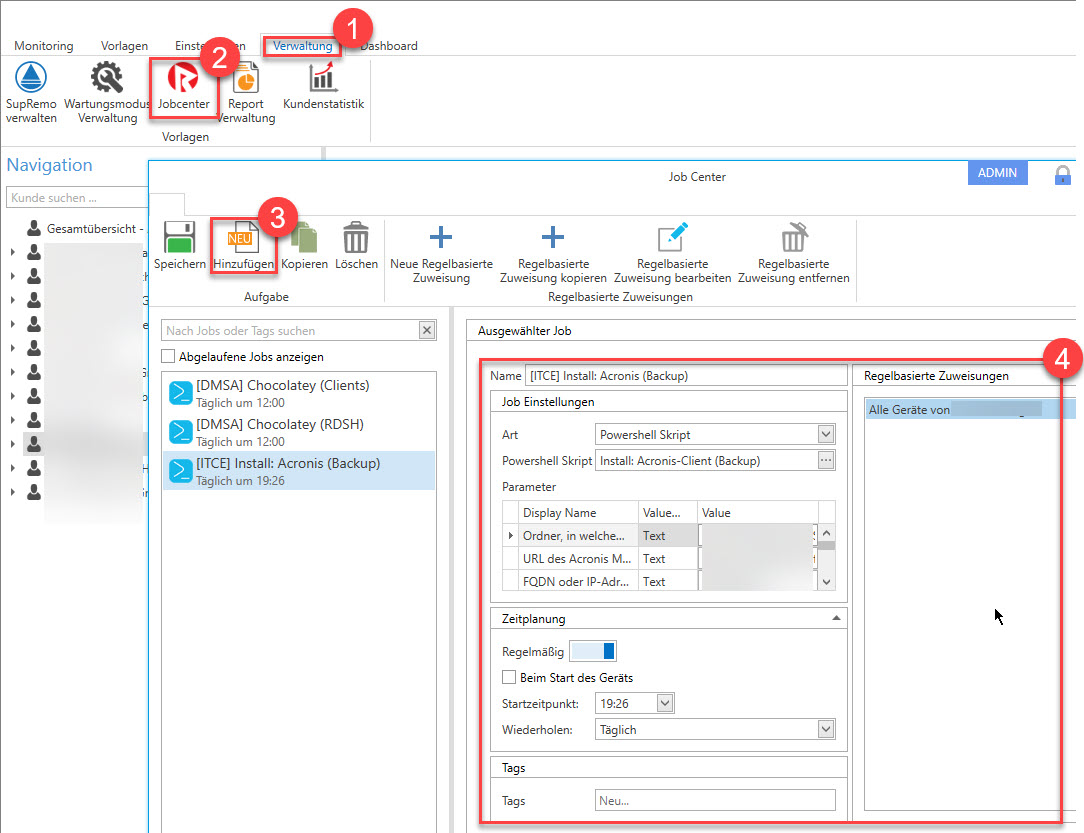 1
Monitoring Vorlagen Einste en Verwaltung Dashboard
2
SupRemo verwalten
Wartungsmodus Verwaltung
Jobcenter
Report Verwaltung
Kundenstatistik
Vorlagen
Navigation
Kunde suchen ...
Gesamtübersicht -
Job Center
ADMIN
3
Speichern
NEU
Hinzufügen
Kopieren
Löschen
Neue Regelbasierte Zuweisung
Regelbasierte Zuweisung kopieren
Regelbasierte Zuweisung bearbeiten
Regelbasierte Zuweisung entfernen
Aufgabe
Regelbasierte Zuweisungen
Nach Jobs oder Tags suchen
Abgelaufene Jobs anzeigen
[DMSA] Chocolatey (Clients)
Täglich um 12:00
[DMSA] Chocolatey (RDSH)
Täglich um 12:00
[ITCE] Install: Acronis (Backup)
Täglich um 19:26
Ausgewählter Job
4
Name [ITCE] Install: Acronis (Backup)
Job Einstellungen
Art Powershell Skript
Powershell Skript Install: Acronis-Client (Backup) ...
Parameter
Display Name Value... Value
Ordner, in welche... Text
URL des Acronis M... Text
FQDN oder IP-Adr... Text
Zeitplanung
Regelmäßig
Beim Start des Geräts
Startzeitpunkt: 19:26
Wiederholen: Täglich
Tags
Tags Neu...
Regelbasierte Zuweisungen
Alle Geräte von